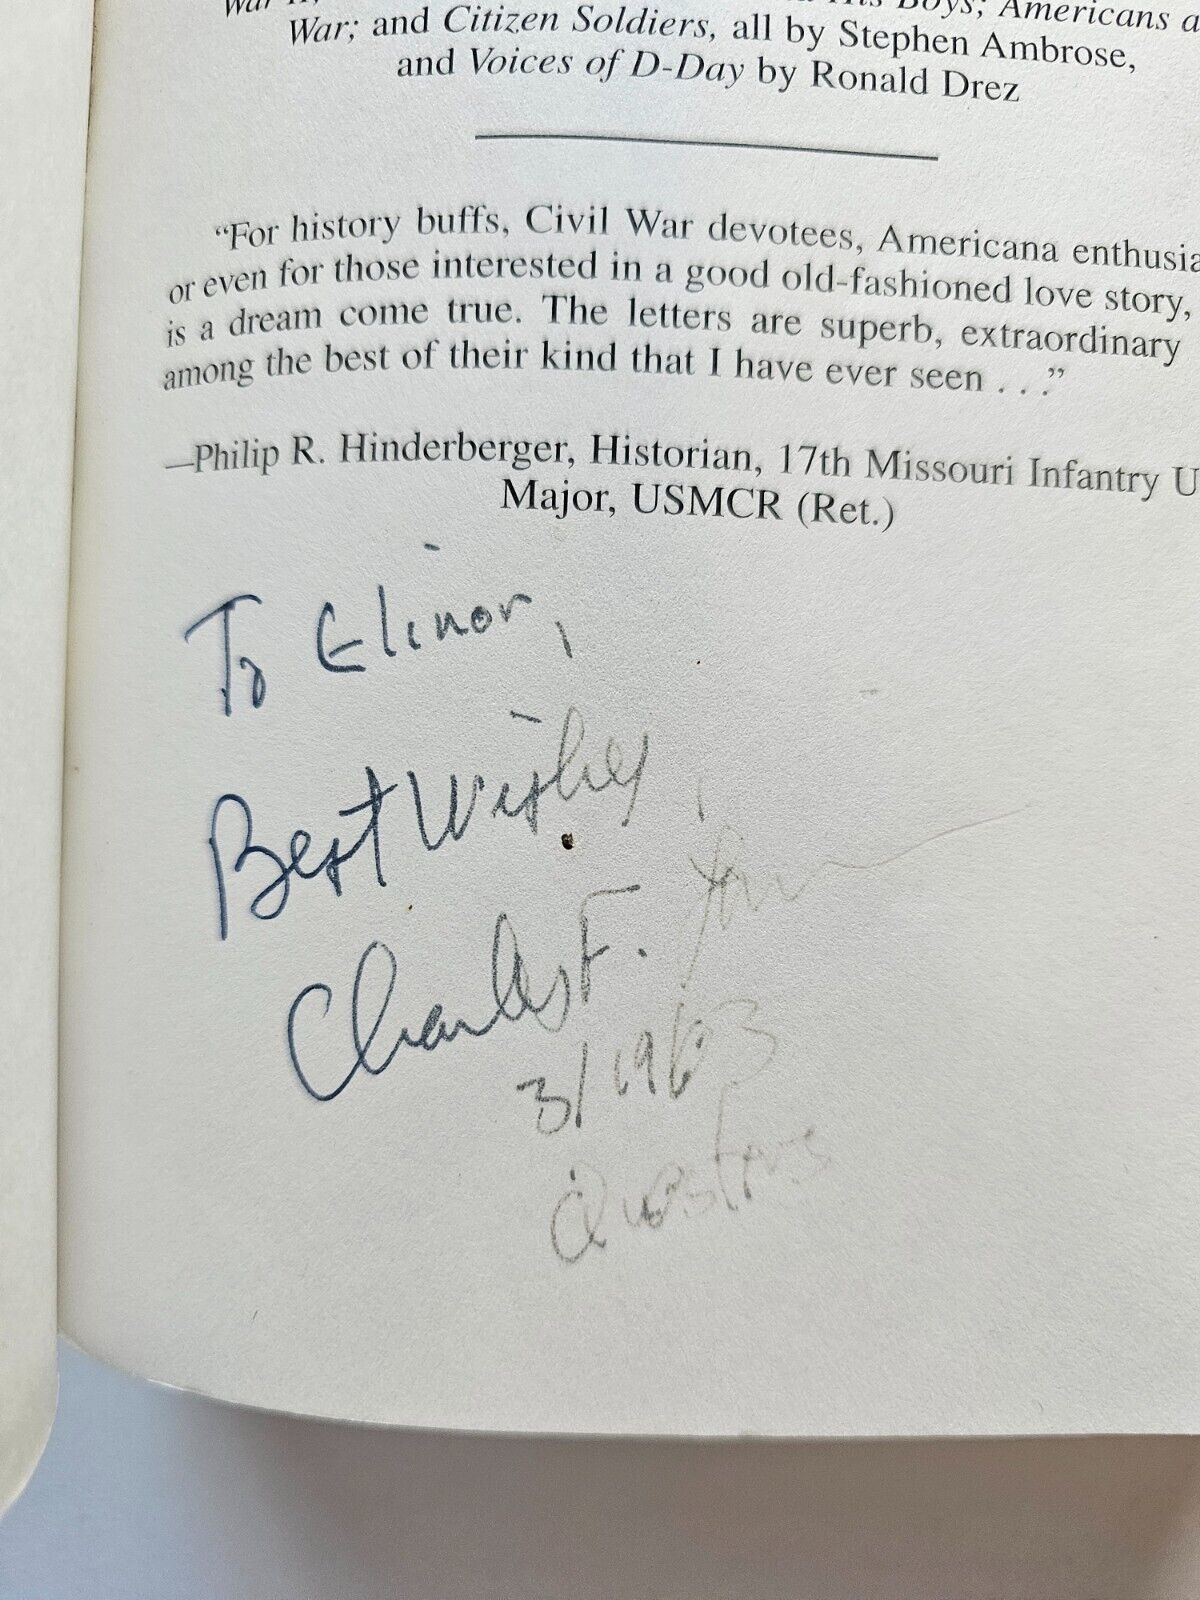 His Boys; Americans a
War; and Citizen Soldiers, all by Stephen Ambrose,
and Voices of D-Day by Ronald Drez
“For history buffs, Civil War devotees, Americana enthusia
or even for those interested in a good old-fashioned love story,
is a dream come true. The letters are superb, extraordinary
among the best of their kind that I have ever seen . . .”
—Philip R. Hinderberger, Historian, 17th Missouri Infantry U
Major, USMCR (Ret.)
To Elinor,
Best Wishes,
Charles F.